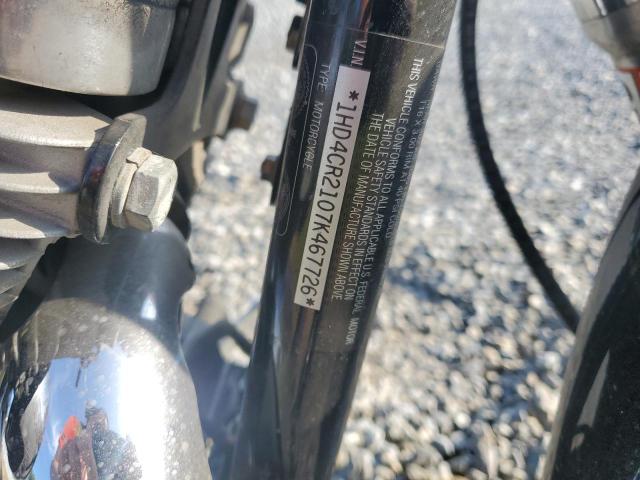 VIN
*1HD4CR2107K467726*
TYPE: MOTORCYCLE
THIS VEHICLE CONFORMS TO ALL APPLICABLE U.S. FEDERAL MOTOR
VEHICLE SAFETY STANDARDS IN EFFECT ON
THE DATE OF MANUFACTURE SHOWN ABOVE